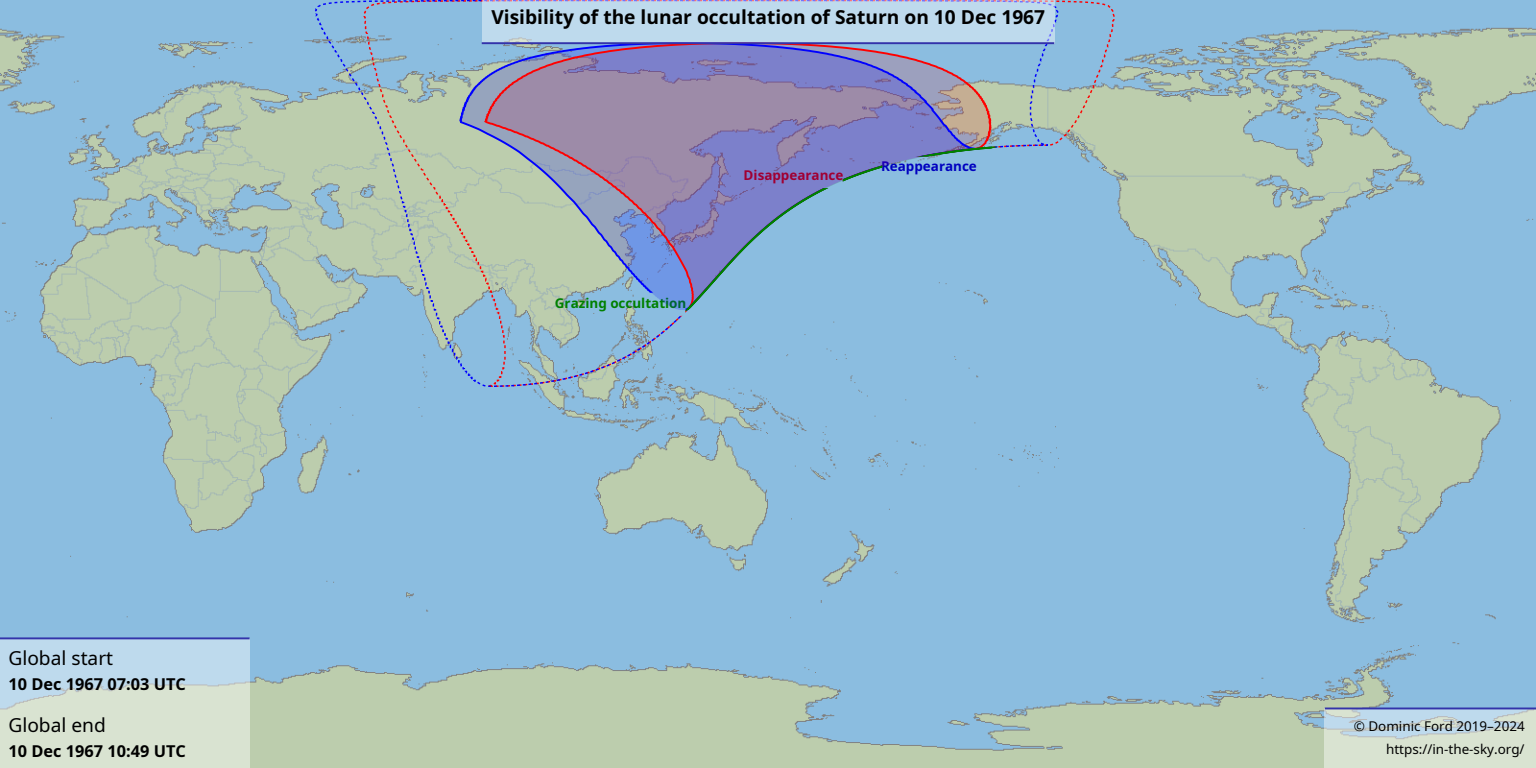 Visibility of the lunar occultation of Saturn on 10 Dec 1967
Reappearance
Disappearance
Grazing occultation
Global start
10 Dec 1967 07:03 UTC
Global end
10 Dec 1967 10:49 UTC
© Dominic Ford 2019–2024
https://in-the-sky.org/